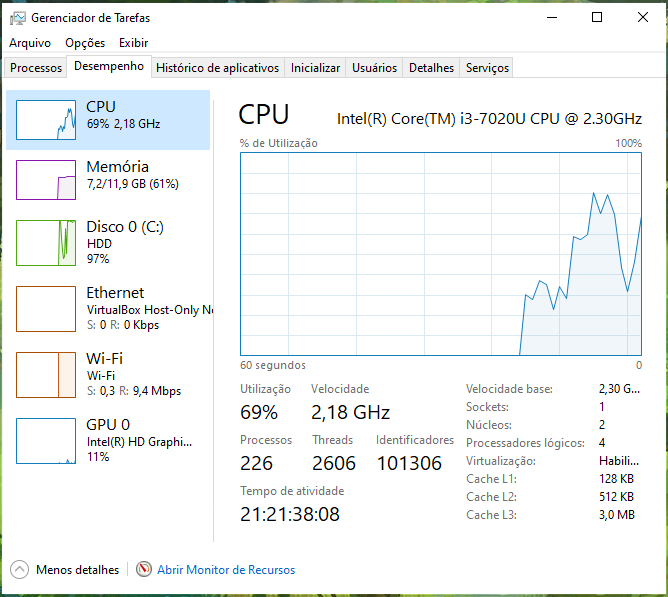 Gerenciador de Tarefas
Arquivo Opções Exibir
Processos Desempenho Histórico de aplicativos Inicializar Usuários Detalhes Serviços
CPU
69% 2,18 GHz
Memória
7,2/11,9 GB (61%)
Disco 0 (C:)
HDD
97%
Ethernet
VirtualBox Host-Only N
S: 0 R: 0 Kbps
Wi-Fi
Wi-Fi
S: 0,3 R: 9,4 Mbps
GPU 0
Intel(R) HD Graphi...
11%
CPU Intel(R) Core(TM) i3-7020U CPU @ 2.30GHz
% de Utilização 100%
60 segundos 0
Utilização Velocidade
69% 2,18 GHz
Processos Threads Identificadores
226 2606 101306
Tempo de atividade
21:21:38:08
Velocidade base: 2,30 G...
Sockets: 1
Núcleos: 2
Processadores lógicos: 4
Virtualização: Habili...
Cache L1: 128 KB
Cache L2: 512 KB
Cache L3: 3,0 MB
Menos detalhes Abrir Monitor de Recursos